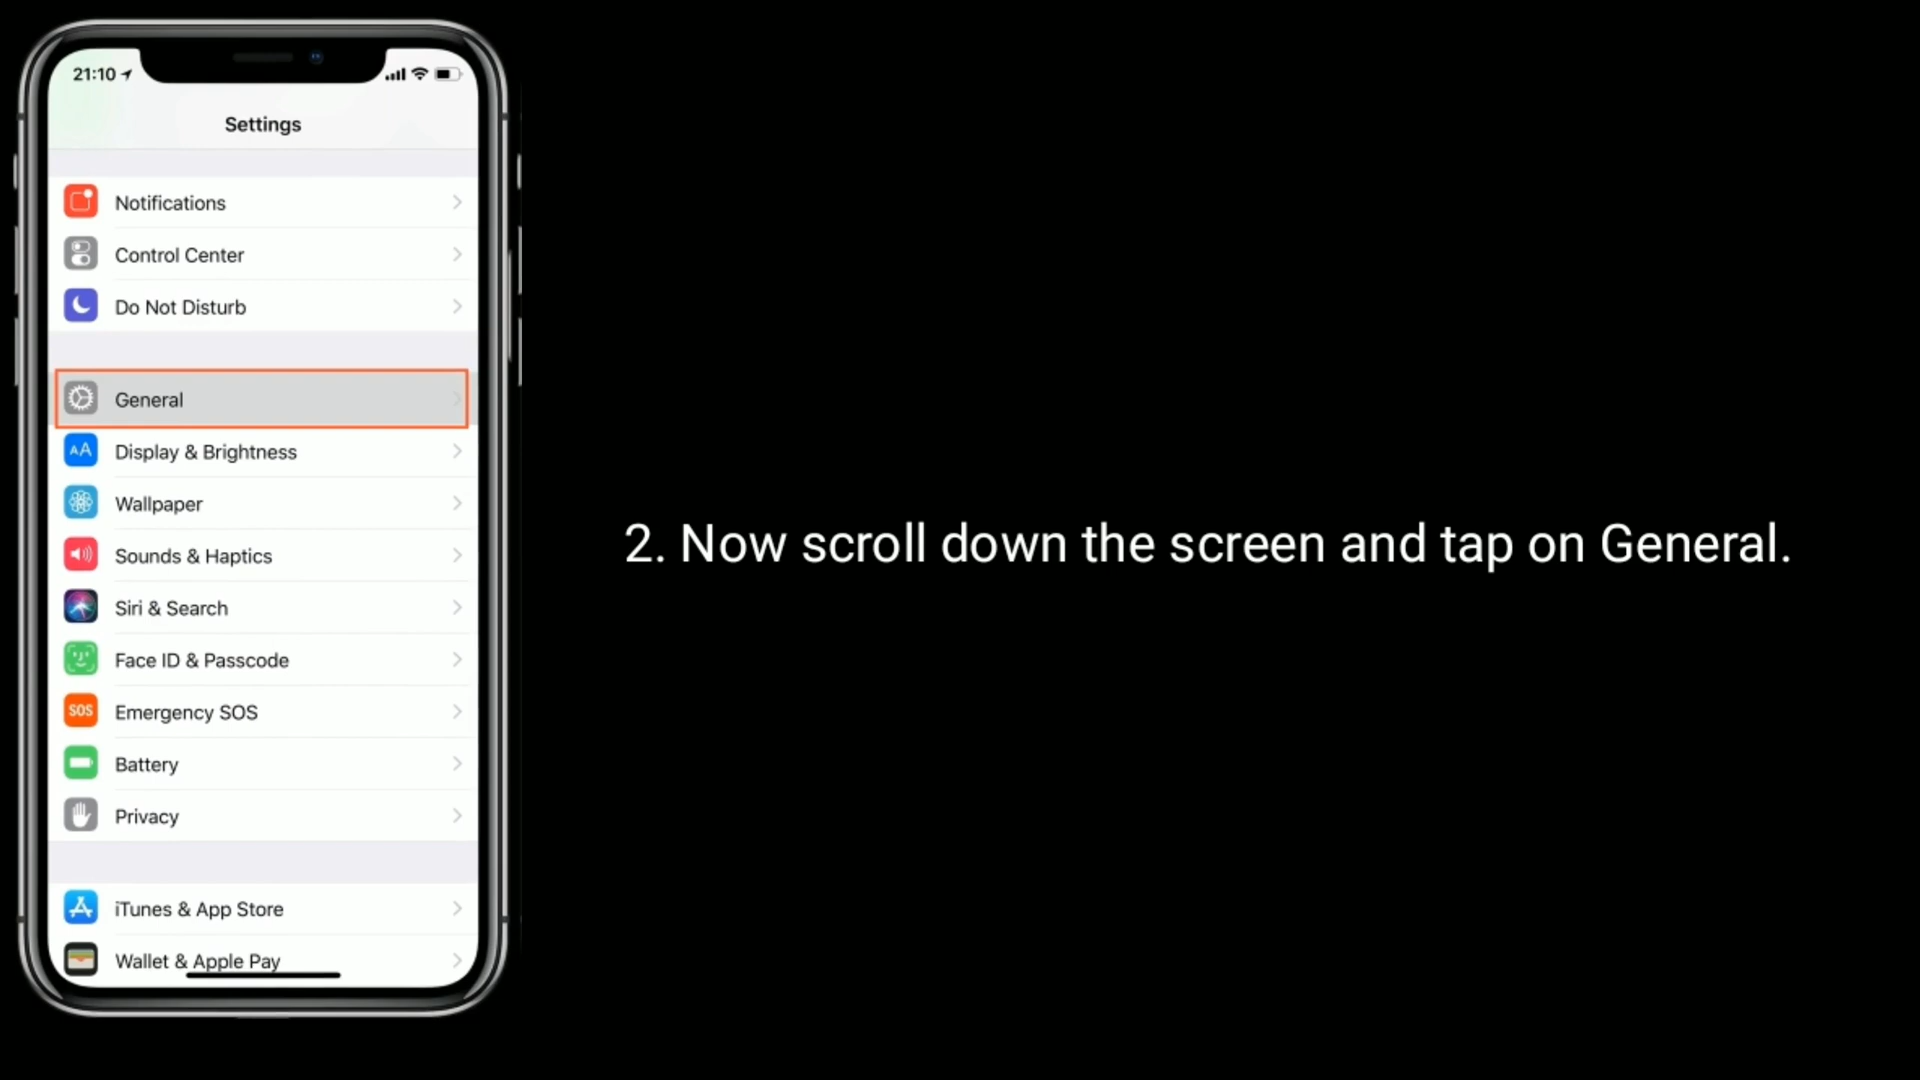 21:10
Settings
Notifications
Control Center
Do Not Disturb
General
AA
Display & Brightness
Wallpaper
Sounds & Haptics
Siri & Search
Face ID & Passcode
SOS
Emergency SOS
Battery
Privacy
iTunes & App Store
Wallet & Apple Pay
2. Now scroll down the screen and tap on General.